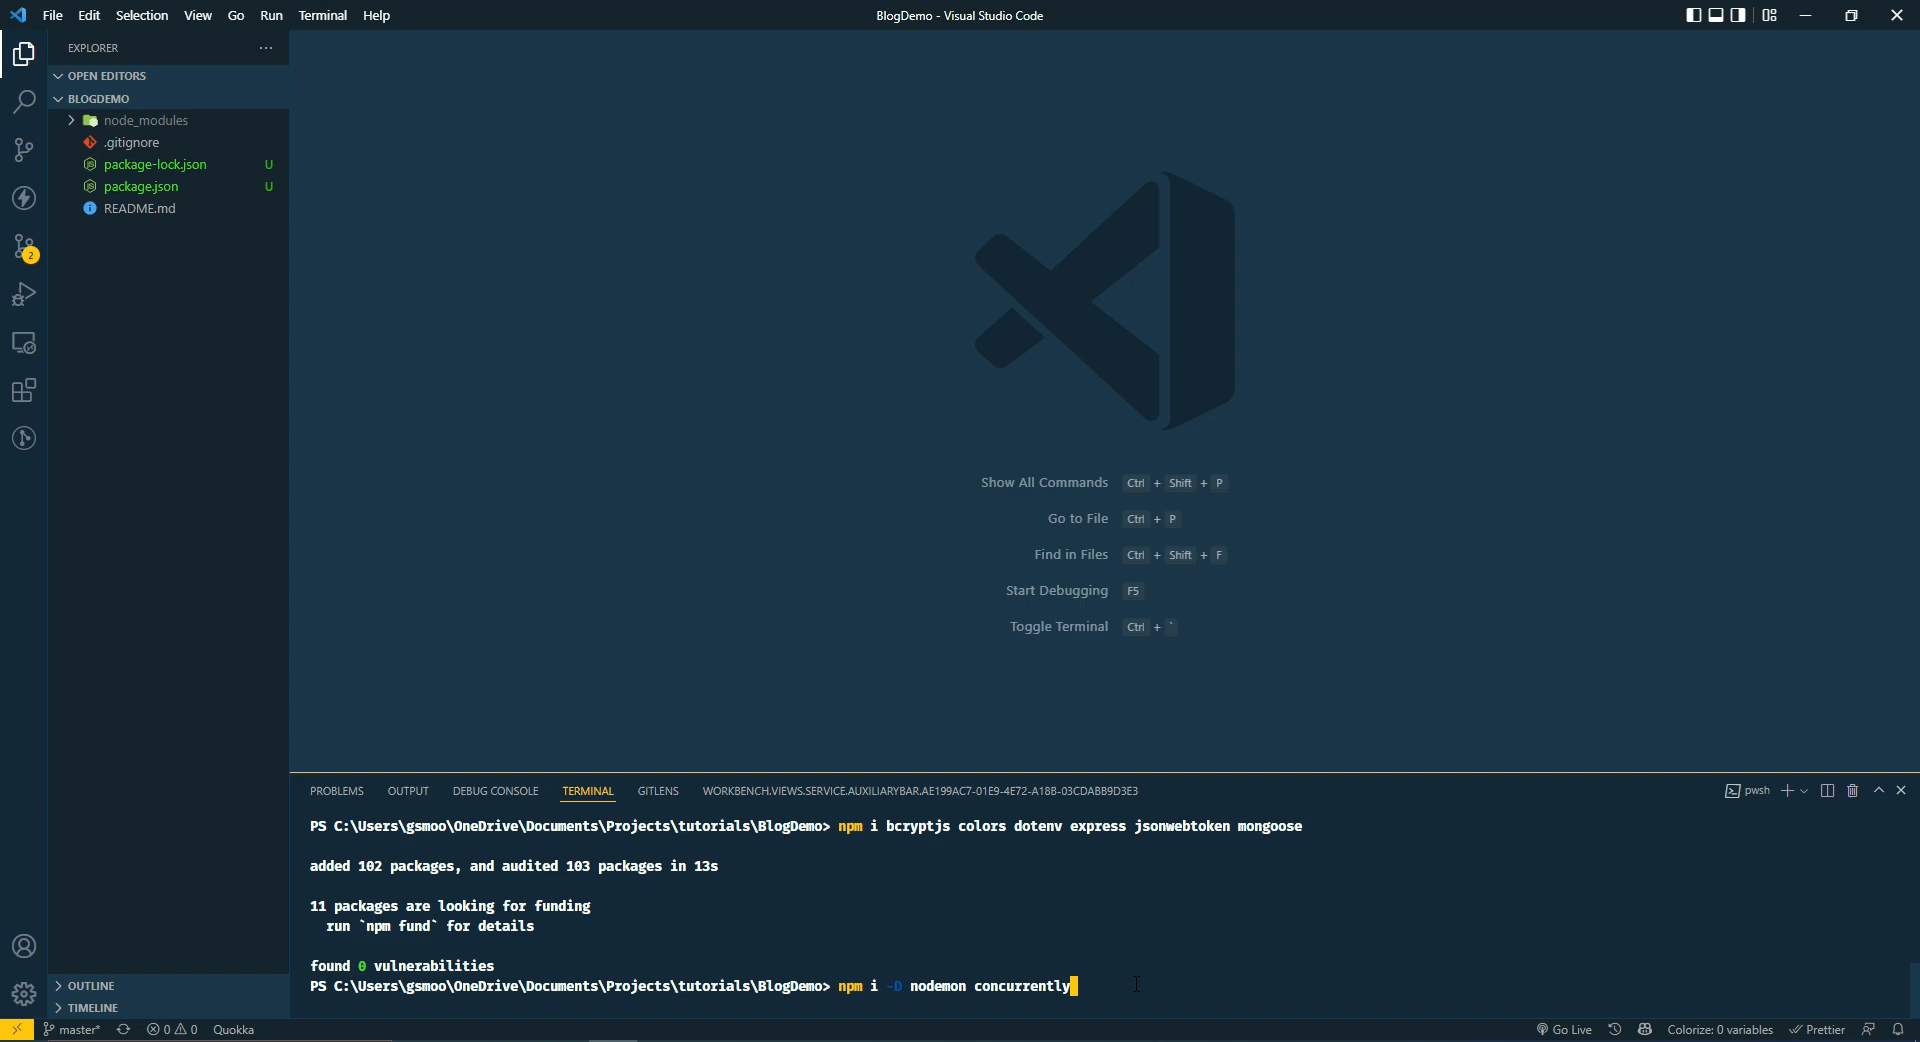 File Edit Selection View Go Run Terminal Help
BlogDemo - Visual Studio Code
EXPLORER
OPEN EDITORS
BLOGDEMO
node_modules
.gitignore
package-lock.json U
package.json U
README.md
2
Show All Commands Ctrl + Shift + P
Go to File Ctrl + P
Find in Files Ctrl + Shift + F
Start Debugging F5
Toggle Terminal Ctrl + `
PROBLEMS OUTPUT DEBUG CONSOLE TERMINAL GITLENS WORKBENCH.VIEWS.SERVICE.AUXILIARYBAR.AE199AC7-01E9-4E72-A18B-03CDABB9D3E3
pwsh
PS C:\Users\gsmoo\OneDrive\Documents\Projects\tutorials\BlogDemo> npm i bcryptjs colors dotenv express jsonwebtoken mongoose
added 102 packages, and audited 103 packages in 13s
11 packages are looking for funding
run `npm fund` for details
found 0 vulnerabilities
PS C:\Users\gsmoo\OneDrive\Documents\Projects\tutorials\BlogDemo> npm i -D nodemon concurrently
OUTLINE
TIMELINE
master* 0 0 Quokka
Go Live Colorize: 0 variables Prettier